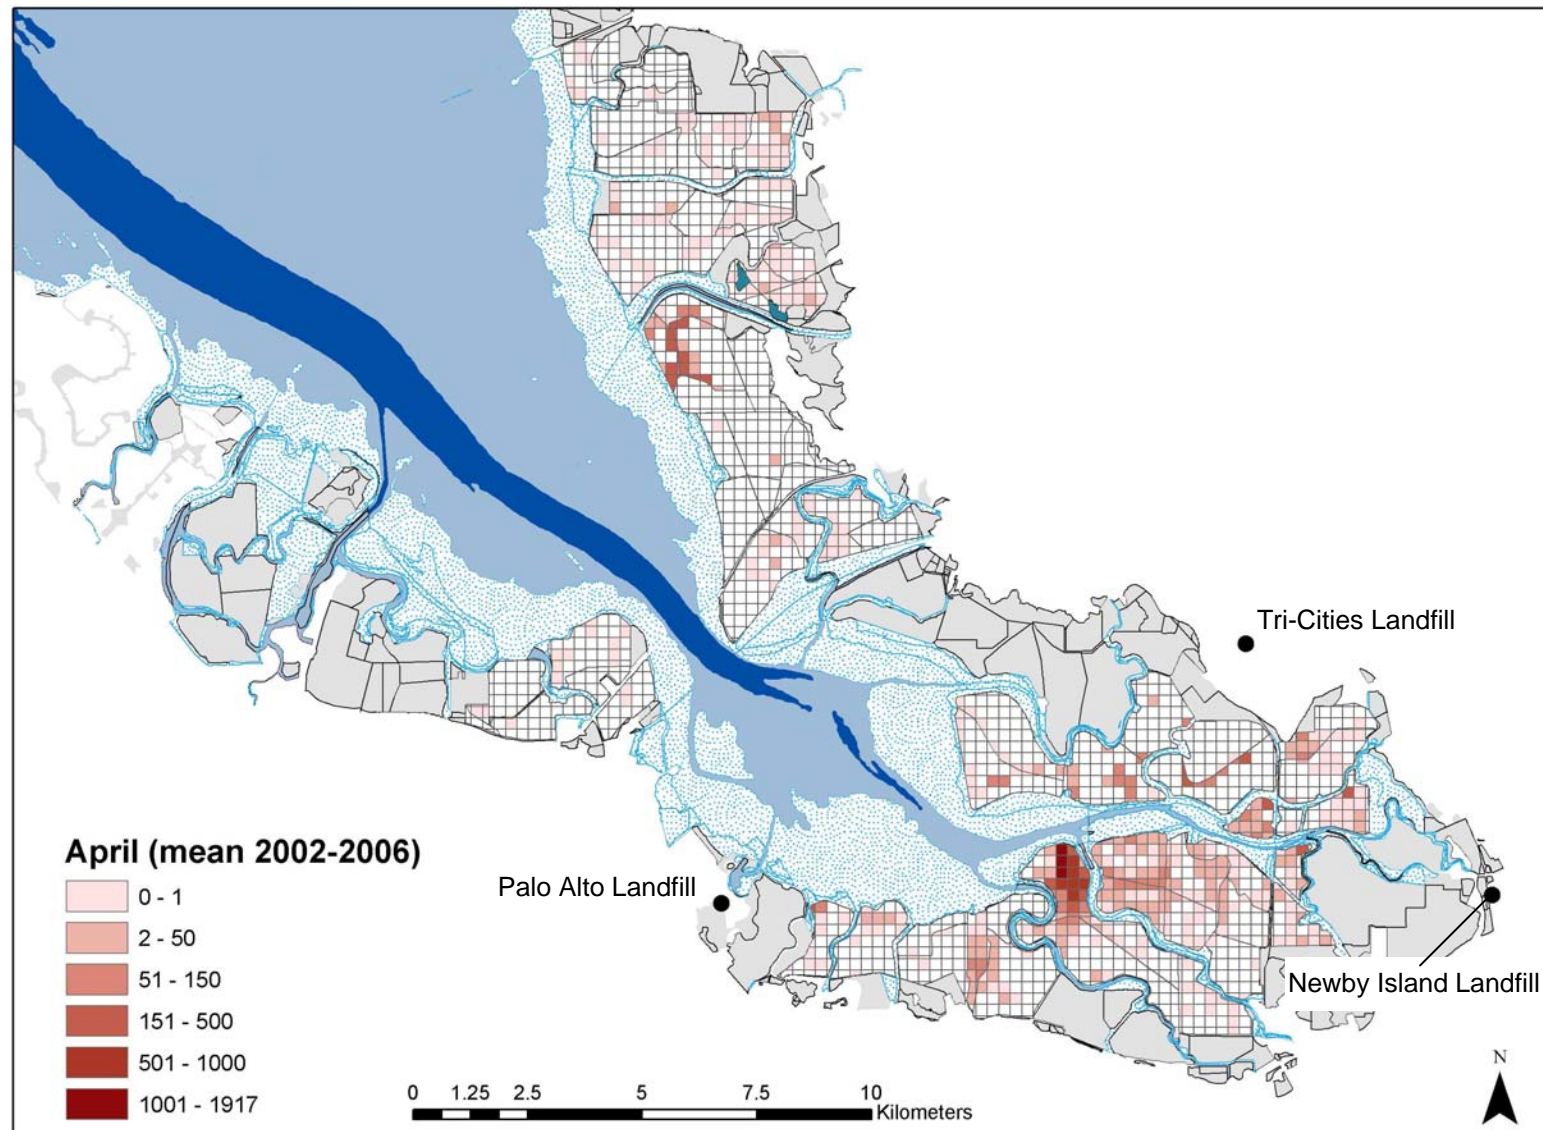 Tri-Cities Landfill
Palo Alto Landfill
Newby Island Landfill
April (mean 2002-2006)
0 - 1
2 - 50
51 - 150
151 - 500
501 - 1000
1001 - 1917
0 1.25 2.5 5 7.5 10
Kilometers
N